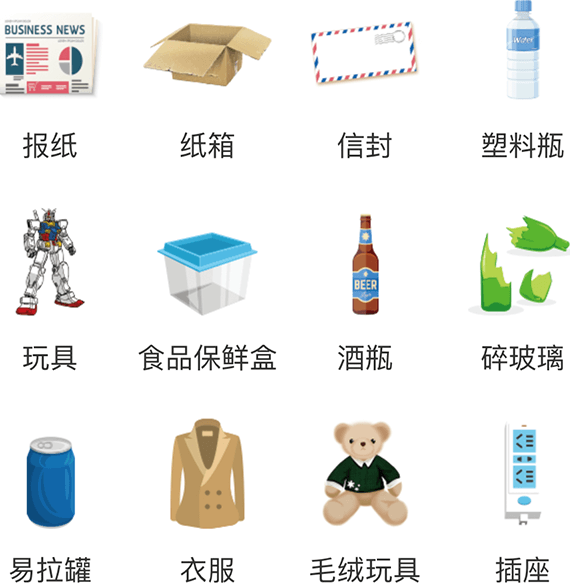 BUSINESS NEWS
Water
报纸
纸箱
信封
塑料瓶
BEER
玩具
食品保鲜盒
酒瓶
碎玻璃
易拉罐
衣服
毛绒玩具
插座